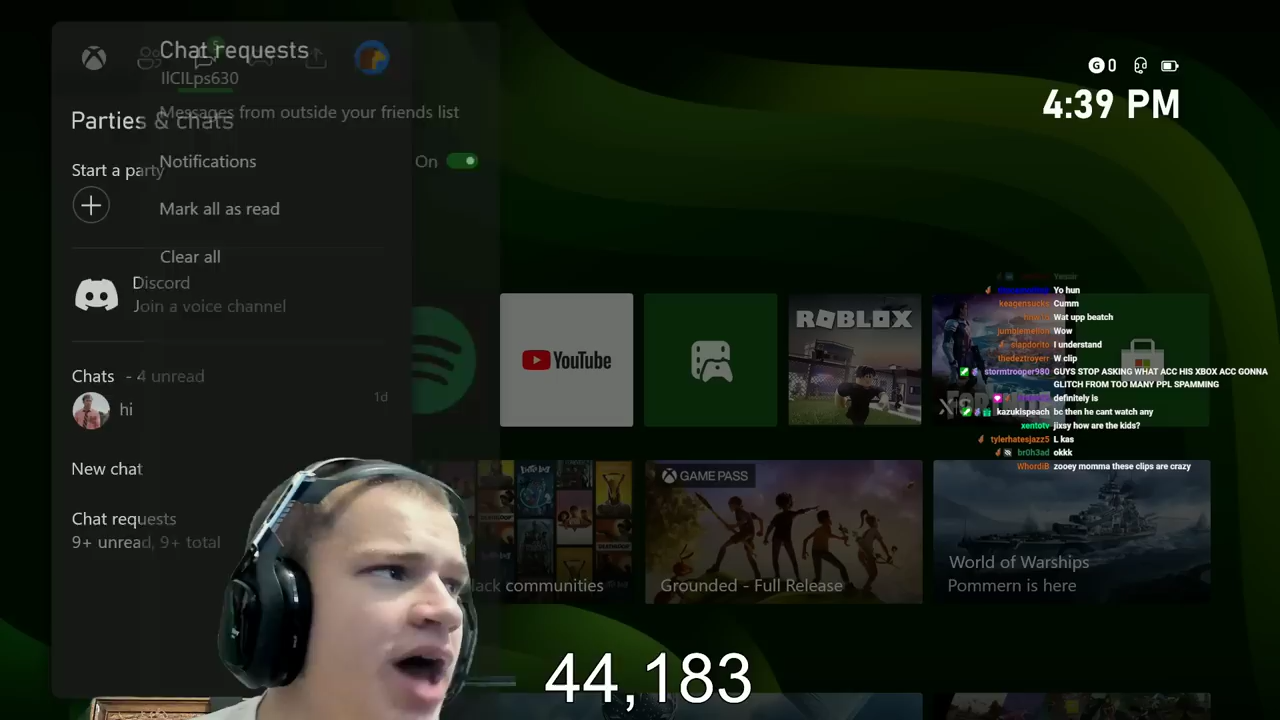 Chat requests
IlCILps630
Messages from outside your friends list
Parties & chats
Notifications
On
Start a party
Mark all as read
Clear all
Discord
Join a voice channel
Chats - 4 unread
1d
hi
New chat
Chat requests
9+ unread, 9+ total
G 0
4:39 PM
YouTube
ROBLOX
Yessir
Yo hun
keagensucks Cumm
Wat upp beatch
jumblemelon Wow
slapdorito I understand
thedeztroyerr W clip
stormtrooper980 GUYS STOP ASKING WHAT ACC HIS XBOX ACC GONNA
GLITCH FROM TOO MANY PPL SPAMMING
definitely is
kazukispeach bc then he cant watch any
xentotv jixsy how are the kids?
tylerhatesjazz5 L kas
br0h3ad okkk
WhordiB zooey momma these clips are crazy
GAME PASS
lack communities
Grounded - Full Release
World of Warships
Pommern is here
44,183